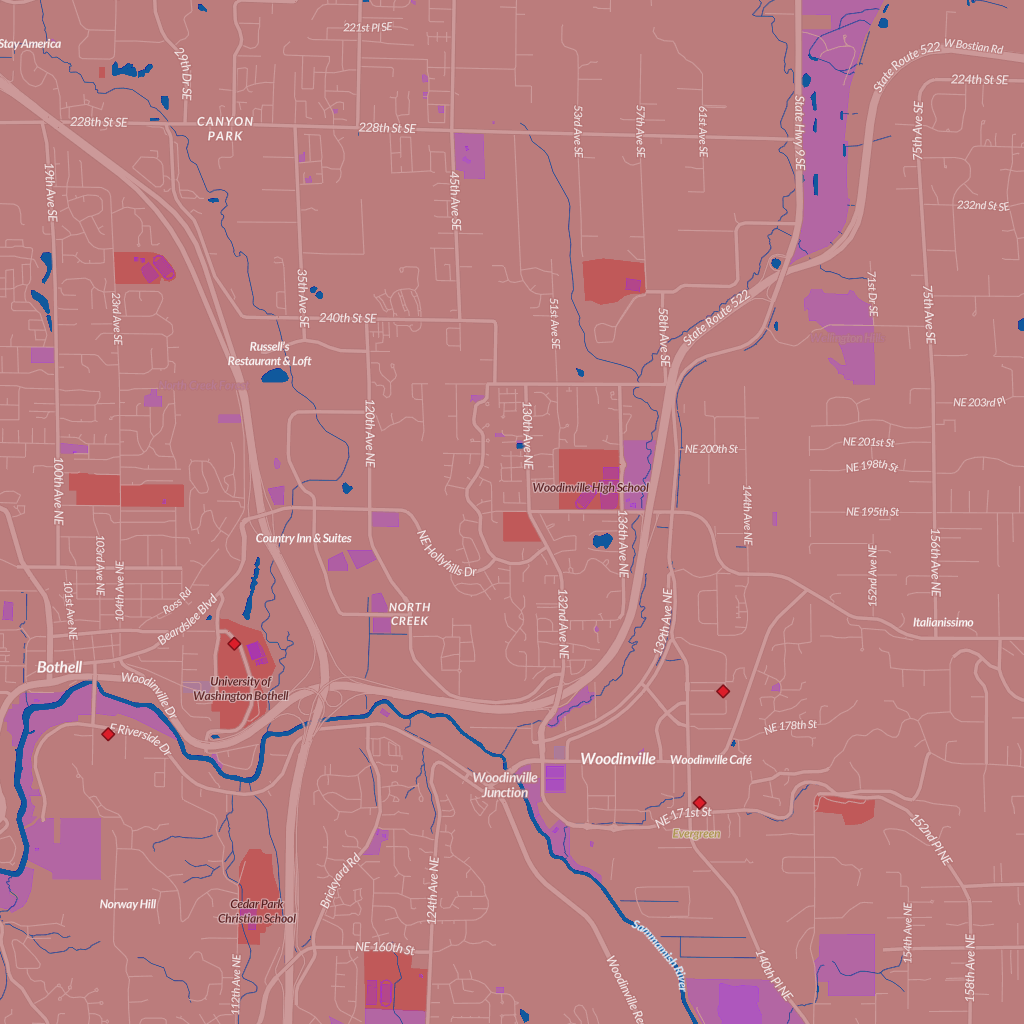 221st Pl SE
Stay America
State Route 522
W Bostian Rd
224th St SE
29th Dr SE
State Hwy 9 SE
228th St SE
CANYON
PARK
228th St SE
53rd Ave SE
57th Ave SE
61st Ave SE
75th Ave SE
19th Ave SE
45th Ave SE
232nd St SE
23rd Ave SE
35th Ave SE
71st Dr SE
75th Ave SE
240th St SE
51st Ave SE
58th Ave SE
State Route 522
Russell's
Restaurant & Loft
120th Ave NE
130th Ave NE
NE 203rd Pl
NE 200th St
NE 201st St
NE 198th St
100th Ave NE
Woodinville High School
144th Ave NE
NE 195th St
136th Ave NE
Country Inn & Suites
NE Hollyhills Dr
103rd Ave NE
104th Ave NE
101st Ave NE
Ross Rd
Beardslee Blvd
NORTH
CREEK
132nd Ave NE
139th Ave NE
152nd Ave NE
156th Ave NE
Italianissimo
Bothell
Woodinville Dr
University of
Washington Bothell
E Riverside Dr
NE 178th St
Woodinville
Woodinville Café
Woodinville
Junction
NE 171st St
Evergreen
152nd Pl NE
Brickyard Rd
124th Ave NE
Norway Hill
Cedar Park
Christian School
NE 160th St
112th Ave NE
Sammamish River
Woodinville Re
140th Pl NE
154th Ave NE
158th Ave NE